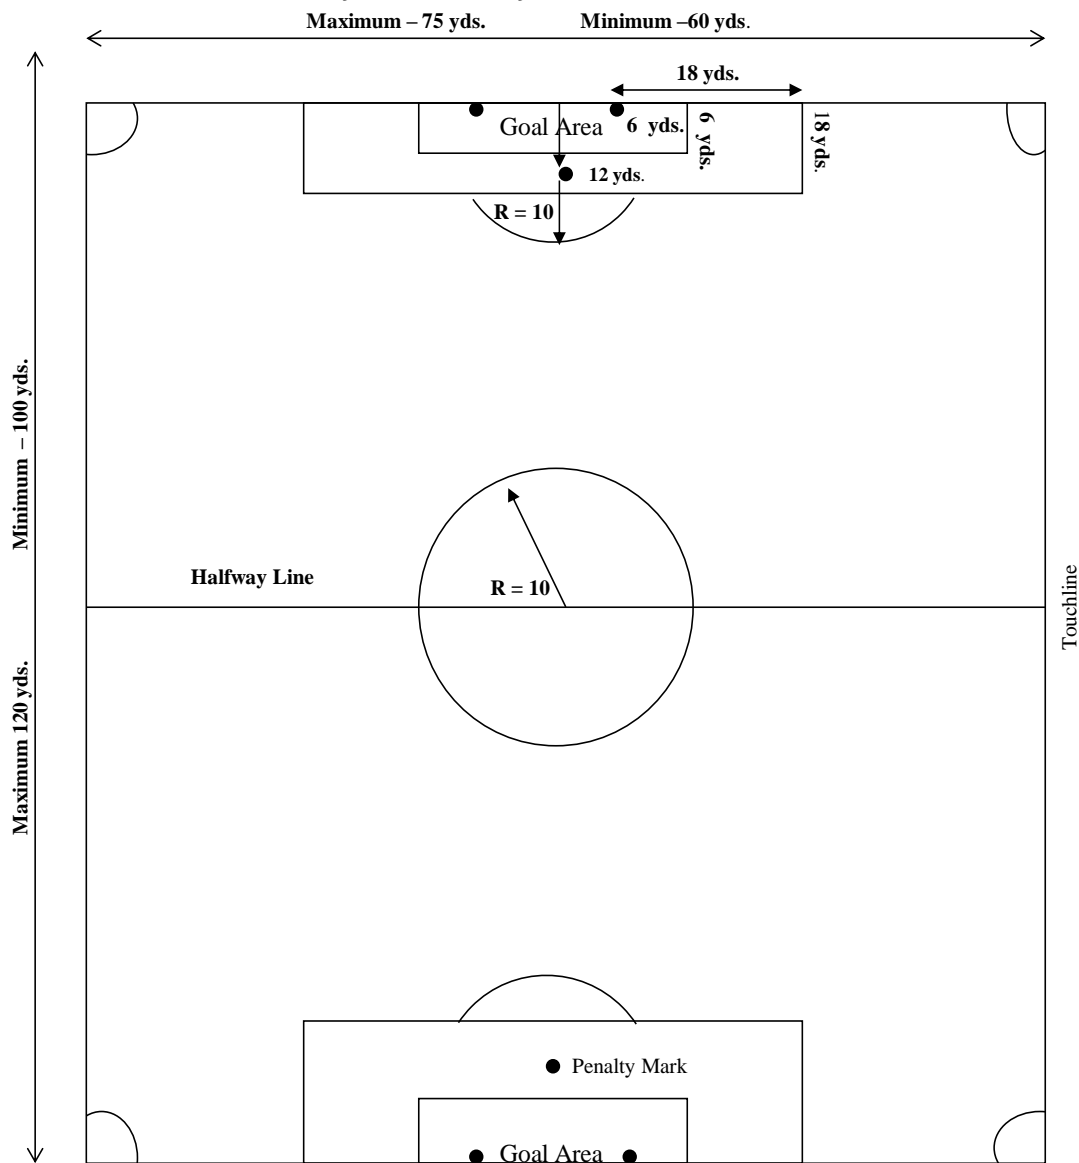 Maximum – 75 yds. Minimum –60 yds.
18 yds.
Goal Area
6 yds.
6 yds.
18 yds.
12 yds.
R = 10
Minimum – 100 yds.
Halfway Line
R = 10
Touchline
Maximum 120 yds.
Penalty Mark
Goal Area